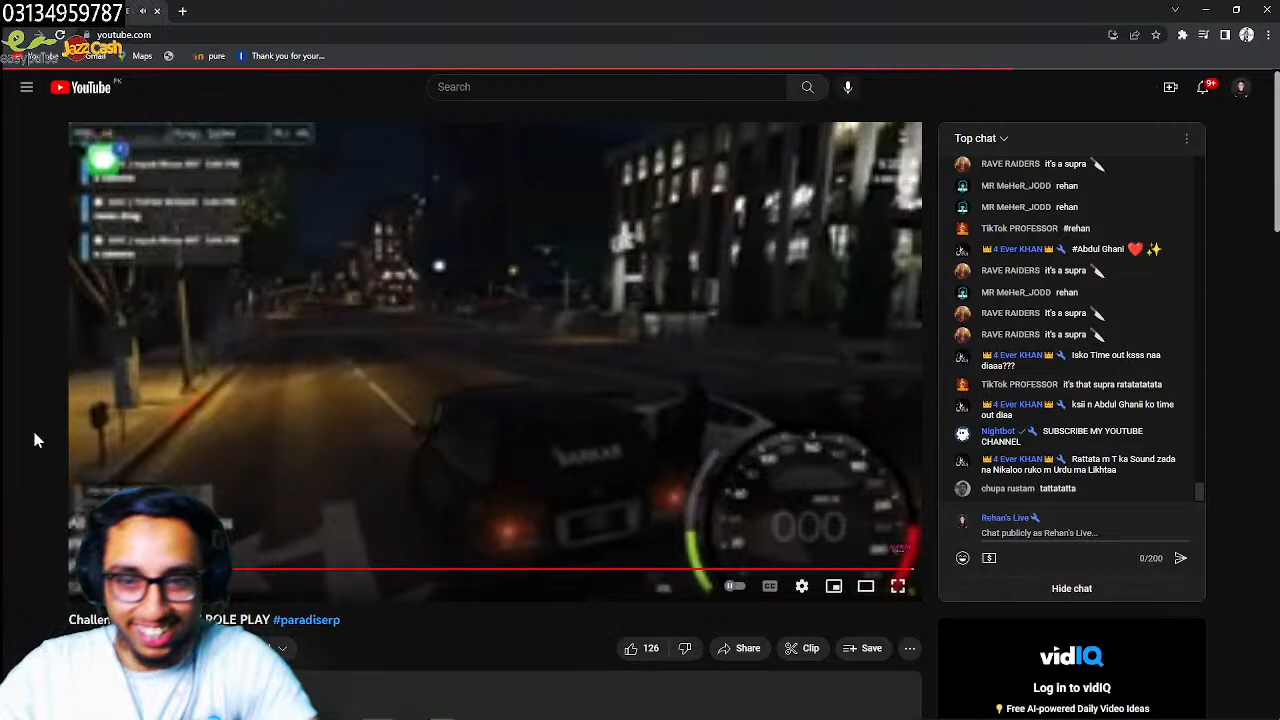 03134959787
youtube.com
easypaisa
JazzCash
YouTube
Gmail
Maps
pure
Thank you for your...
YouTube PK
Search
9+
Top chat
RAVE RAIDERS it's a supra
MR MeHeR_JODD rehan
MR MeHeR_JODD rehan
TikTok PROFESSOR #rehan
4 Ever KHAN #Abdul GhanI ❤️✨
RAVE RAIDERS it's a supra
MR MeHeR_JODD rehan
RAVE RAIDERS it's a supra
RAVE RAIDERS it's a supra
4 Ever KHAN Isko Time out ksss naa
diaaa???
TikTok PROFESSOR it's that supra ratatatatata
4 Ever KHAN ksii n Abdul Ghanii ko time
out diaa
Nightbot SUBSCRIBE MY YOUTUBE
CHANNEL
4 Ever KHAN Rattata m T ka Sound zada
na Nikaloo ruko m Urdu ma Likhtaa
chupa rustam tattatatta
Rehan's Live
Chat publicly as Rehan's Live...
0/200
Hide chat
SARKAR
000
Challen
ROLE PLAY #paradiserp
126
Share
Clip
Save
vidIQ
Log in to vidIQ
Free AI-powered Daily Video Ideas